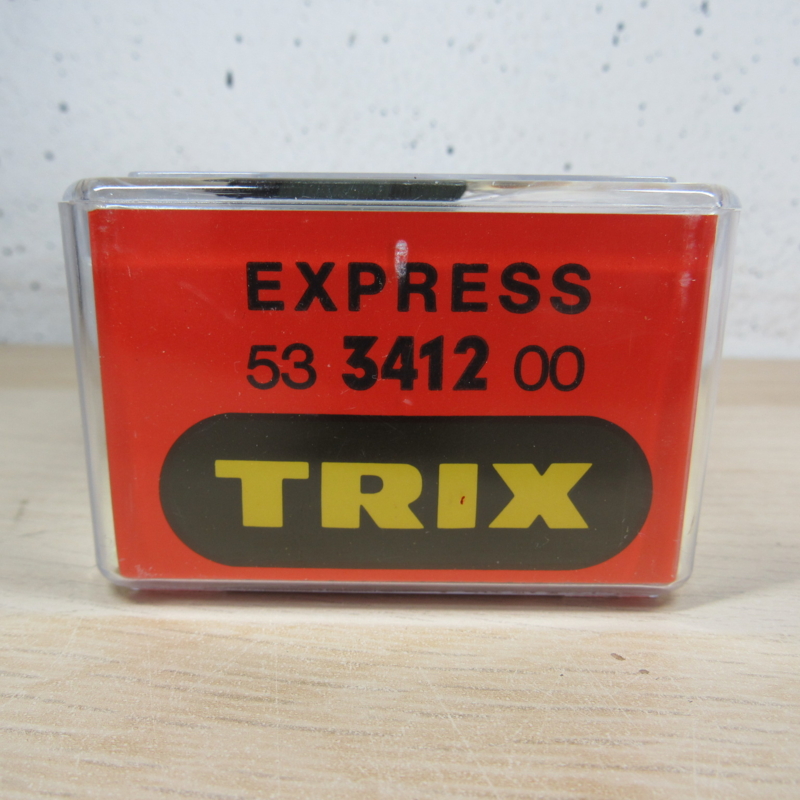 EXPRESS
53 3412 00
TRIX